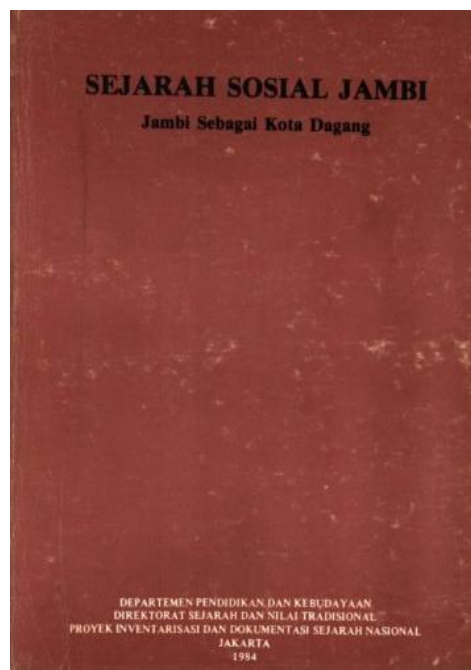 SEJARAH SOSIAL JAMBI
Jambi Sebagai Kota Dagang
DEPARTEMEN PENDIDIKAN DAN KEBUDAYAAN
DIREKTORAT SEJARAH DAN NILAI TRADISIONAL
PROYEK INVENTARISASI DAN DOKUMENTASI SEJARAH NASIONAL
JAKARTA
1984